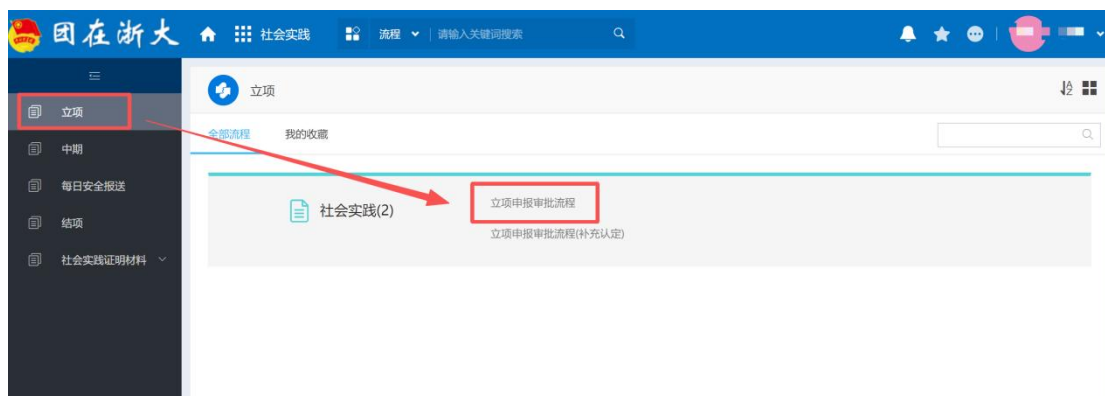 团在浙大 社会实践 流程 请输入关键词搜索
立项
中期
每日安全报送
结项
社会实践证明材料
立项
全部流程 我的收藏
社会实践(2)
立项申报审批流程
立项申报审批流程(补充认定)